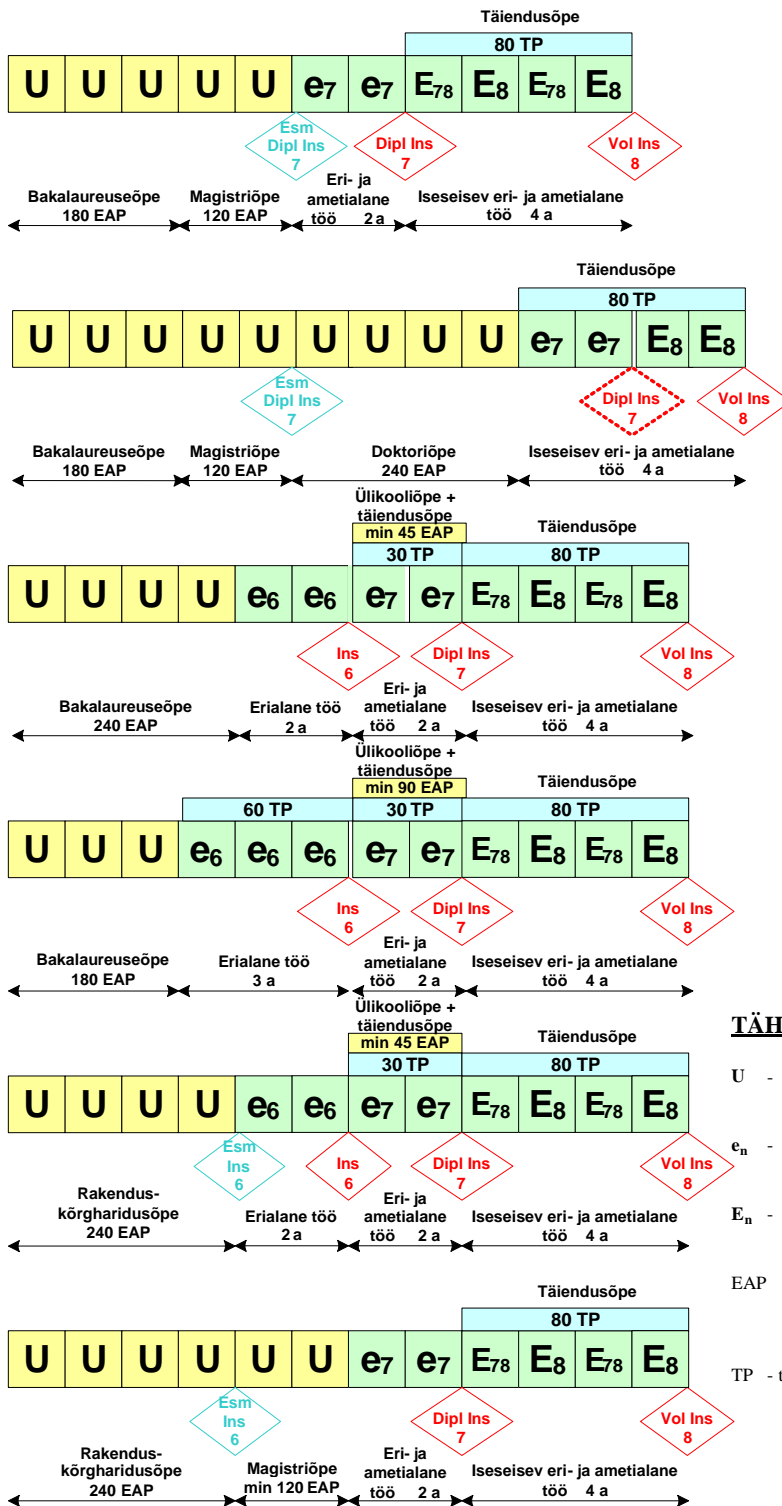 Täiendusõpe
80 TP
U U U U U e7 e7 E78 E8 E78 E8
Esm
Dipl Ins
7
Dipl Ins
7
Vol Ins
8
Bakalaureuseõpe
180 EAP
Magistriõpe
120 EAP
Eri- ja
ametialane
töö 2 a
Iseseisev eri- ja ametialane
töö 4 a
Täiendusõpe
80 TP
U U U U U U U U U e7 e7 E8 E8
Esm
Dipl Ins
7
Dipl Ins
7
Vol Ins
8
Bakalaureuseõpe
180 EAP
Magistriõpe
120 EAP
Doktoriõpe
240 EAP
Iseseisev eri- ja ametialane
töö 4 a
Ülikooliõpe +
täiendusõpe
min 45 EAP
30 TP
Täiendusõpe
80 TP
U U U U e6 e6 e7 e7 E78 E8 E78 E8
Ins
6
Dipl Ins
7
Vol Ins
8
Bakalaureuseõpe
240 EAP
Erialane töö
2 a
Eri- ja
ametialane
töö 2 a
Iseseisev eri- ja ametialane
töö 4 a
Ülikooliõpe +
täiendusõpe
min 90 EAP
60 TP
30 TP
Täiendusõpe
80 TP
U U U e6 e6 e6 e7 e7 E78 E8 E78 E8
Ins
6
Dipl Ins
7
Vol Ins
8
Bakalaureuseõpe
180 EAP
Erialane töö
3 a
Eri- ja
ametialane
töö 2 a
Iseseisev eri- ja ametialane
töö 4 a
Ülikooliõpe +
täiendusõpe
min 45 EAP
30 TP
Täiendusõpe
80 TP
U U U U e6 e6 e7 e7 E78 E8 E78 E8
Esm
Ins
6
Ins
6
Dipl Ins
7
Vol Ins
8
Rakendus-
kõrgharidusõpe
240 EAP
Erialane töö
2 a
Eri- ja
ametialane
töö 2 a
Iseseisev eri- ja ametialane
töö 4 a
Täiendusõpe
80 TP
U U U U U U e7 e7 E78 E8 E78 E8
Esm
Ins
6
Dipl Ins
7
Vol Ins
8
Rakendus-
kõrgharidusõpe
240 EAP
Magistriõpe
min 120 EAP
Eri- ja
ametialane
töö 2 a
Iseseisev eri- ja ametialane
töö 4 a
TÄH
U -
en -
En -
EAP
TP - t